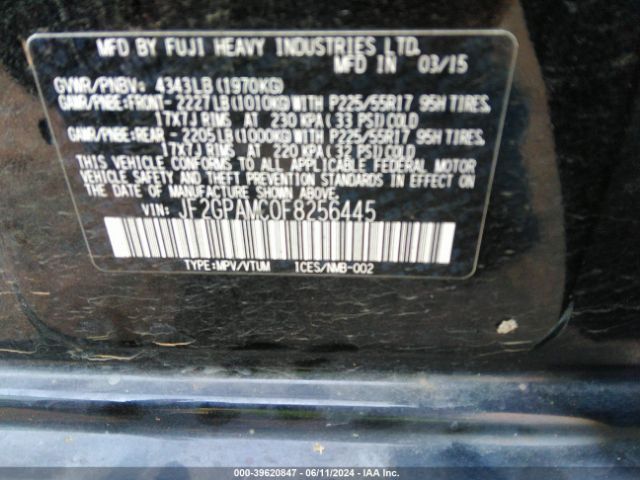 MFD BY FUJI HEAVY INDUSTRIES LTD.
MFD IN 03/15
GVWR/PNBV: 4343LB(1970KG)
GAWR/PNBE:FRONT- 2227LB(1010KG)WITH P225/55R17 95H TIRES,
17X7J RIMS AT 230 KPA(33 PSI)COLD
GAWR/PNBE:REAR - 2205LB(1000KG)WITH P225/55R17 95H TIRES,
17X7J RIMS AT 220 KPA(32 PSI)COLD
THIS VEHICLE CONFORMS TO ALL APPLICABLE FEDERAL MOTOR
VEHICLE SAFETY AND THEFT PREVENTION STANDARDS IN EFFECT
ON THE DATE OF MANUFACTURE SHOWN ABOVE.
VIN: JF2GPAMC0F8256445
TYPE:MPV/VTUM ICES/NMB-002
000-39620847 - 06/11/2024 - IAA Inc.